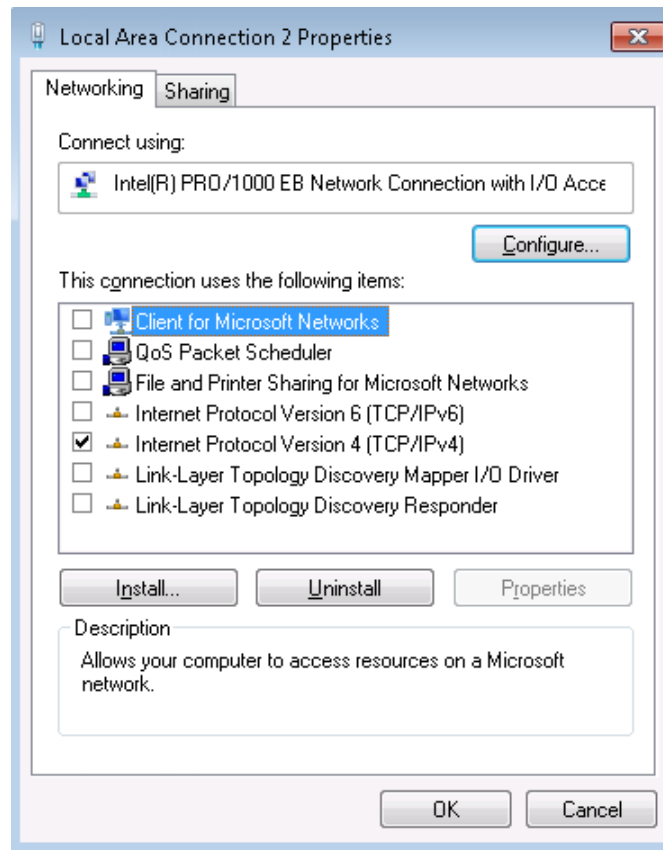 Local Area Connection 2 Properties
Networking
Sharing
Connect using:
Intel(R) PRO/1000 EB Network Connection with I/O Acce
Configure...
This connection uses the following items:
Client for Microsoft Networks
QoS Packet Scheduler
File and Printer Sharing for Microsoft Networks
Internet Protocol Version 6 (TCP/IPv6)
Internet Protocol Version 4 (TCP/IPv4)
Link-Layer Topology Discovery Mapper I/O Driver
Link-Layer Topology Discovery Responder
Install...
Uninstall
Properties
Description
Allows your computer to access resources on a Microsoft
network.
OK
Cancel